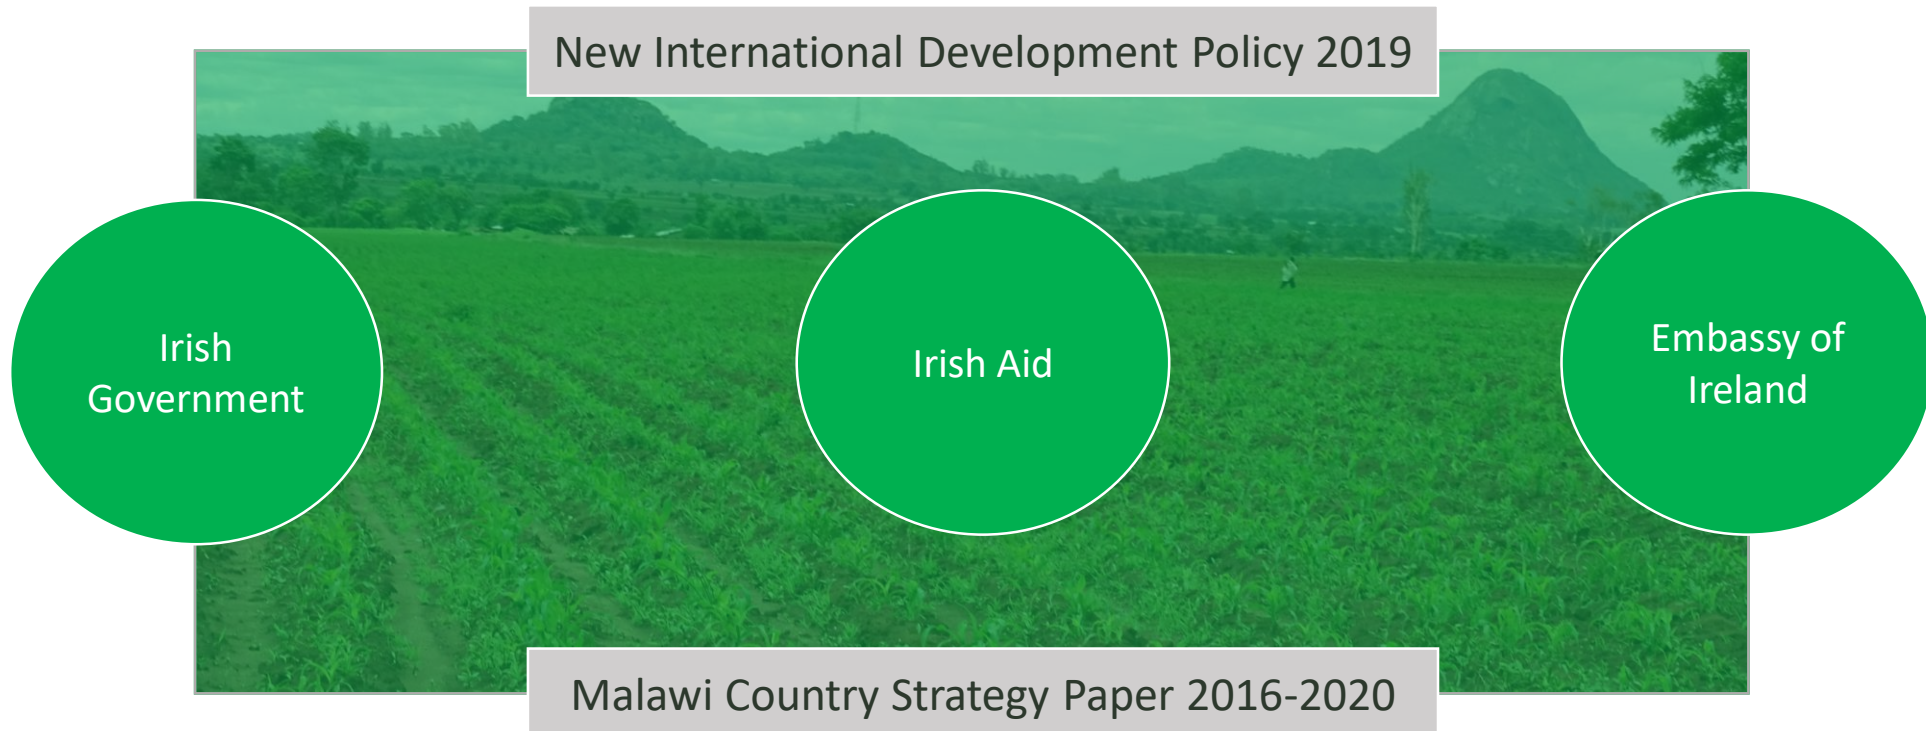 New International Development Policy 2019
Irish
Government
Irish Aid
Embassy of
Ireland
Malawi Country Strategy Paper 2016-2020